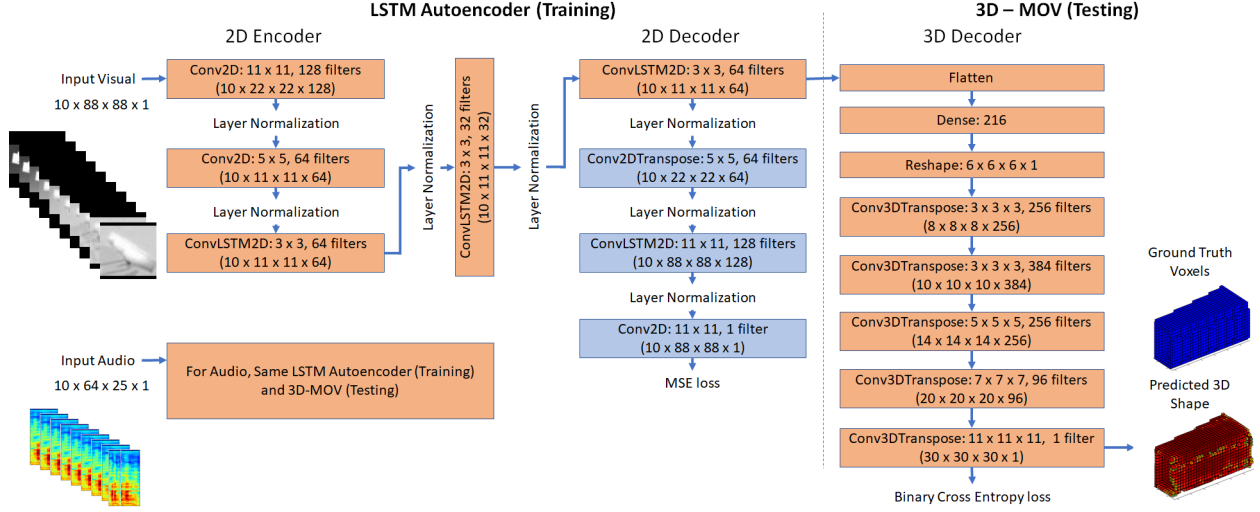 LSTM Autoencoder (Training)
3D – MOV (Testing)
2D Encoder
2D Decoder
3D Decoder
Input Visual
10 x 88 x 88 x 1
Conv2D: 11 x 11, 128 filters
(10 x 22 x 22 x 128)
Layer Normalization
Conv2D: 5 x 5, 64 filters
(10 x 11 x 11 x 64)
Layer Normalization
ConvLSTM2D: 3 x 3, 64 filters
(10 x 11 x 11 x 64)
Layer Normalization
ConvLSTM2D: 3 x 3, 32 filters
(10 x 11 x 11 x 32)
Layer Normalization
ConvLSTM2D: 3 x 3, 64 filters
(10 x 11 x 11 x 64)
Layer Normalization
Conv2DTranspose: 5 x 5, 64
(10 x 22 x 22 x 64)
Layer Normalization
ConvLSTM2D: 11 x 11, 128 filters
(10 x 88 x 88 x 128)
Layer Normalization
Conv2D: 11 x 11, 1 filter
(10 x 88 x 88 x 1)
MSE loss
Flatten
Dense: 216
Reshape: 6 x 6 x 6 x 1
Conv3DTranspose: 3 x 3 x 3, 256 filters
(8 x 8 x 8 x 256)
Conv3DTranspose: 3 x 3 x 3, 384 filters
(10 x 10 x 10 x 384)
Conv3DTranspose: 5 x 5 x 5, 256 filters
(14 x 14 x 14 x 256)
Conv3DTranspose: 7 x 7 x 7, 96 filters
(20 x 20 x 20 x 96)
Conv3DTranspose: 11 x 11 x 11, 1 filter
(30 x 30 x 30 x 1)
Binary Cross Entropy loss
Ground Truth
Voxels
Predicted 3D
Shape
Input Audio
10 x 64 x 25 x 1
For Audio, Same LSTM Autoencoder (Training)
and 3D-MOV (Testing)